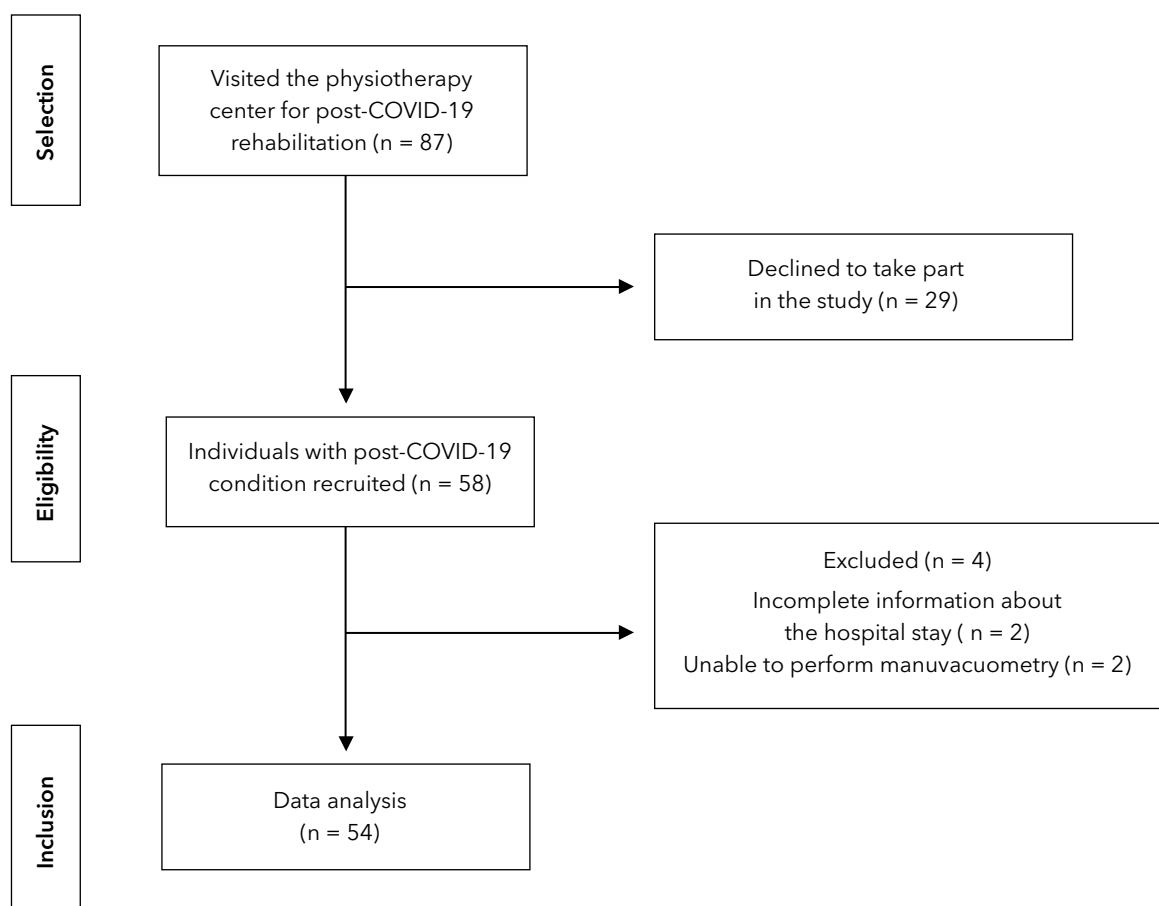 Selection
Visited the physiotherapy
center for post-COVID-19
rehabilitation (n = 87)
Declined to take part
in the study (n = 29)
Eligibility
Individuals with post-COVID-19
condition recruited (n = 58)
Excluded (n = 4)
Incomplete information about
the hospital stay ( n = 2)
Unable to perform manuvacuometry (n = 2)
Inclusion
Data analysis
(n = 54)